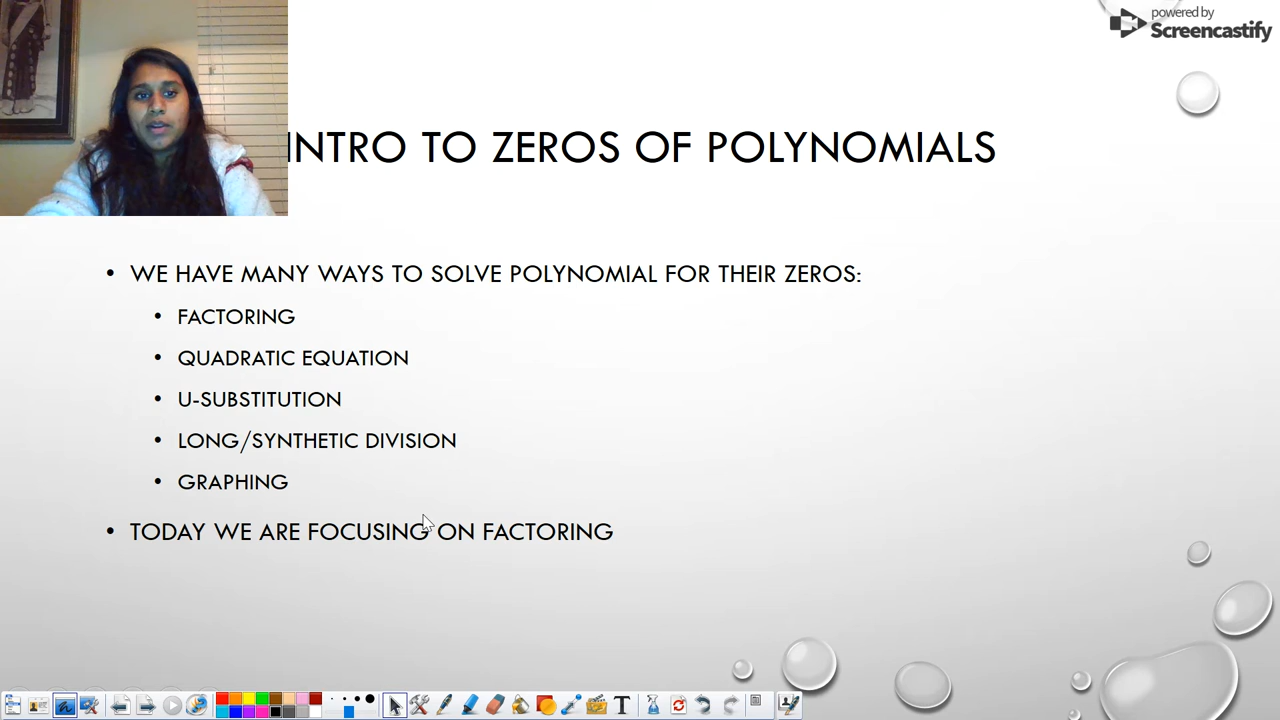 powered by
Screencastify
INTRO TO ZEROS OF POLYNOMIALS
• WE HAVE MANY WAYS TO SOLVE POLYNOMIAL FOR THEIR ZEROS:
• FACTORING
• QUADRATIC EQUATION
• U-SUBSTITUTION
• LONG/SYNTHETIC DIVISION
• GRAPHING
• TODAY WE ARE FOCUSING ON FACTORING